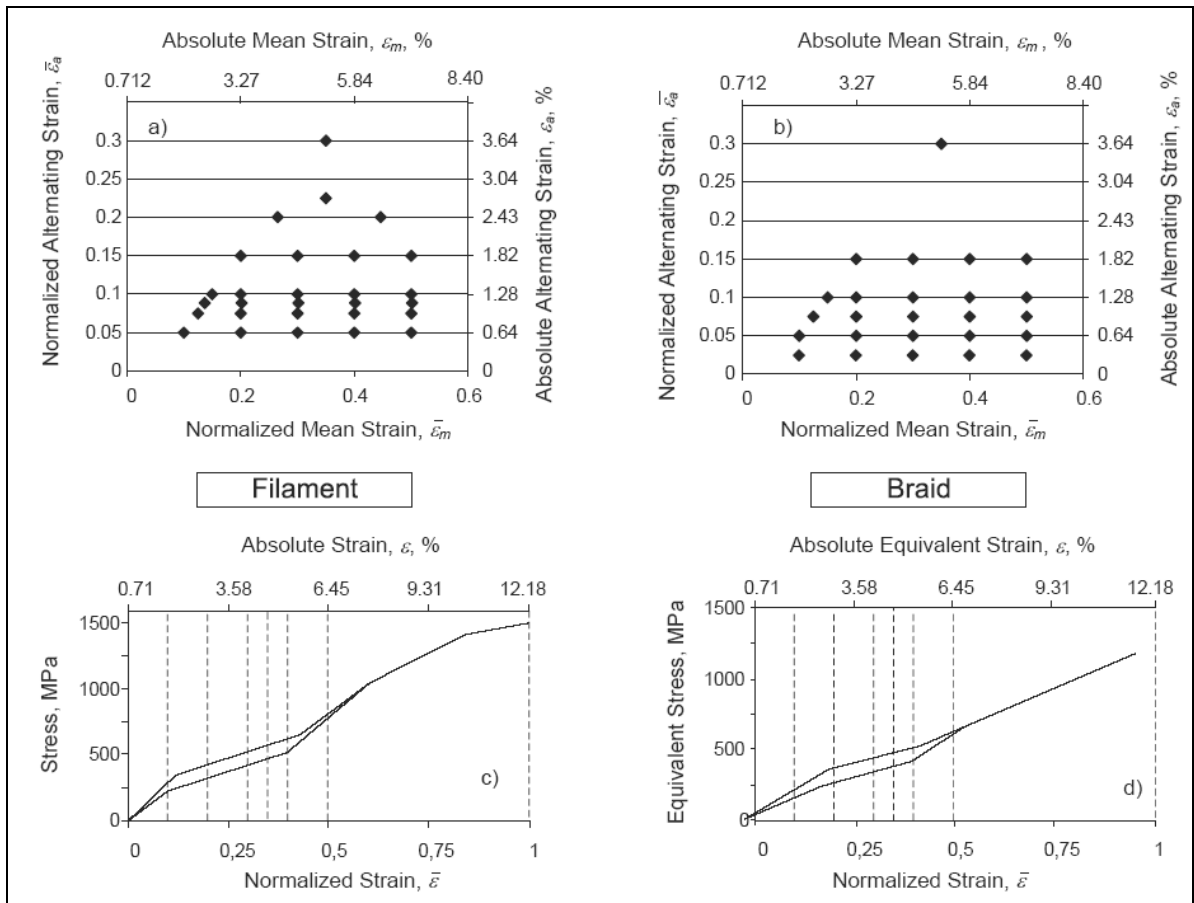 Absolute Mean Strain, εm, %
0.712 3.27 5.84 8.40
Normalized Alternating Strain, ε̄a
a)
0.3
0.25
0.2
0.15
0.1
0.05
0
3.64
3.04
2.43
1.82
1.28
0.64
0
Absolute Alternating Strain, εa, %
0 0.2 0.4 0.6
Normalized Mean Strain, ε̄m
Absolute Mean Strain, εm, %
0.712 3.27 5.84 8.40
Normalized Alternating Strain, ε̄a
b)
0.3
0.25
0.2
0.15
0.1
0.05
0
3.64
3.04
2.43
1.82
1.28
0.64
0
Absolute Alternating Strain, εa, %
0 0.2 0.4 0.6
Normalized Mean Strain, ε̄m
Filament
Braid
Absolute Strain, ε, %
0.71 3.58 6.45 9.31 12.18
Stress, MPa
1500
1000
500
0
c)
0 0,25 0,5 0,75 1
Normalized Strain, ε̄
Absolute Equivalent Strain, ε, %
0.71 3.58 6.45 9.31 12.18
Equivalent Stress, MPa
1500
1000
500
0
d)
0 0,25 0,5 0,75 1
Normalized Strain, ε̄